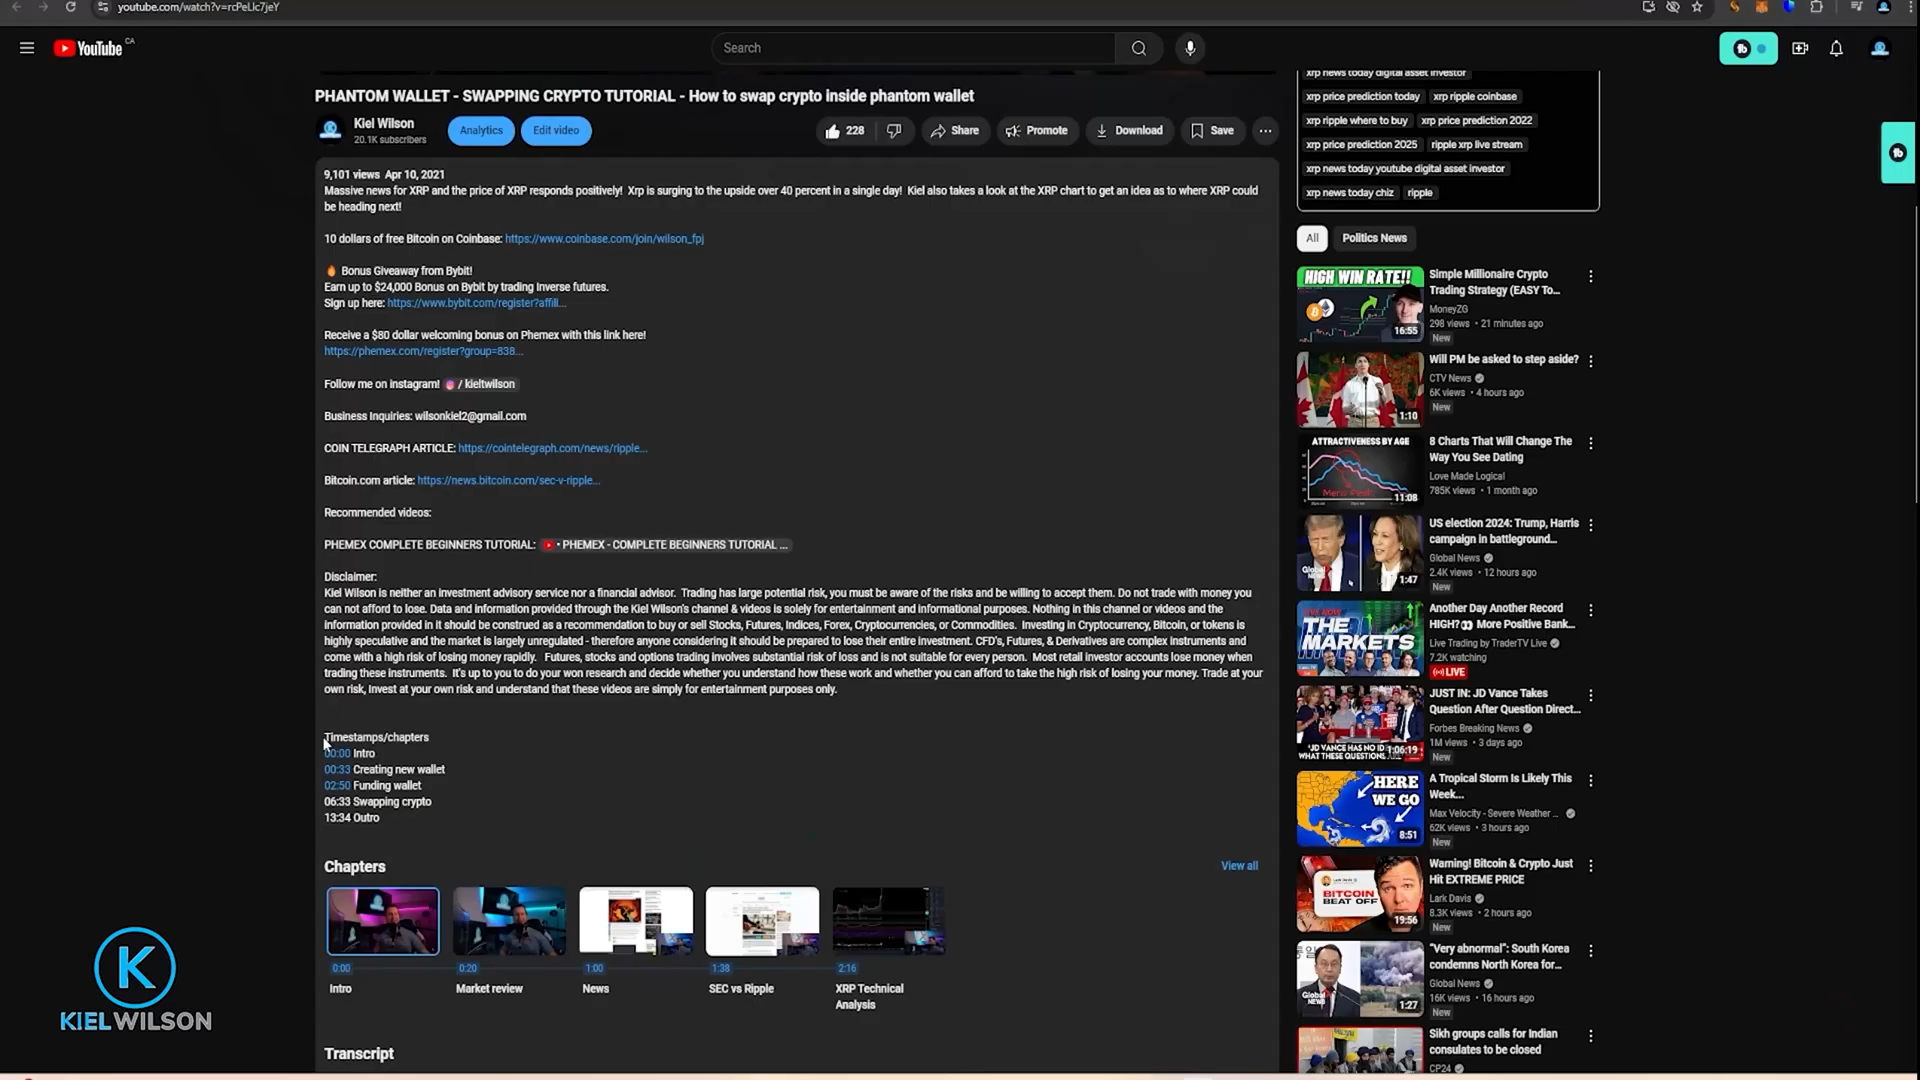 youtube.com/watch?v=rcPeLlc7jeY
YouTube CA
Search
PHANTOM WALLET - SWAPPING CRYPTO TUTORIAL - How to swap crypto inside phantom wallet
Kiel Wilson
20.1K subscribers
Analytics
Edit video
228
Share
Promote
Download
Save
9,101 views Apr 10, 2021
Massive news for XRP and the price of XRP responds positively! Xrp is surging to the upside over 40 percent in a single day! Kiel also takes a look at the XRP chart to get an idea as to where XRP could
be heading next!
10 dollars of free Bitcoin on Coinbase: https://www.coinbase.com/join/wilson_fpj
🔥 Bonus Giveaway from Bybit!
Earn up to $24,000 Bonus on Bybit by trading Inverse futures.
Sign up here: https://www.bybit.com/register?affili...
Receive a $80 dollar welcoming bonus on Phemex with this link here!
https://phemex.com/register?group=838...
Follow me on instagram! / kieltwilson
Business Inquiries: wilsonkiel2@gmail.com
COIN TELEGRAPH ARTICLE: https://cointelegraph.com/news/ripple...
Bitcoin.com article: https://news.bitcoin.com/sec-v-ripple...
Recommended videos:
PHEMEX COMPLETE BEGINNERS TUTORIAL: • PHEMEX - COMPLETE BEGINNERS TUTORIAL ...
Disclaimer:
Kiel Wilson is neither an investment advisory service nor a financial advisor. Trading has large potential risk, you must be aware of the risks and be willing to accept them. Do not trade with money you
can not afford to lose. Data and information provided through the Kiel Wilson's channel & videos is solely for entertainment and informational purposes. Nothing in this channel or videos and the
information provided in it should be construed as a recommendation to buy or sell Stocks, Futures, Indices, Forex, Cryptocurrencies, or Commodities. Investing in Cryptocurrency, Bitcoin, or tokens is
highly speculative and the market is largely unregulated - therefore anyone considering it should be prepared to lose their entire investment. CFD's, Futures, & Derivatives are complex instruments and
come with a high risk of losing money rapidly. Futures, stocks and options trading involves substantial risk of loss and is not suitable for every person. Most retail investor accounts lose money when
trading these instruments. It's up to you to do your won research and decide whether you understand how these work and whether you can afford to take the high risk of losing your money. Trade at your
own risk, Invest at your own risk and understand that these videos are simply for entertainment purposes only.
Timestamps/chapters
00:00 Intro
00:33 Creating new wallet
02:50 Funding wallet
06:33 Swapping crypto
13:34 Outro
Chapters
View all
0:00
Intro
0:20
Market review
1:00
News
1:38
SEC vs Ripple
2:16
XRP Technical
Analysis
Transcript
K
KIELWILSON
xrp news today digital asset investor
xrp price prediction today
xrp ripple coinbase
xrp ripple where to buy
xrp price prediction 2022
xrp price prediction 2025
ripple xrp live stream
xrp news today youtube digital asset investor
xrp news today chiz
ripple
All
Politics News
HIGH WIN RATE!!
16:55
Simple Millionaire Crypto
Trading Strategy (EASY To...
MoneyZG
298 views • 21 minutes ago
New
1:10
Will PM be asked to step aside?
CTV News
6K views • 4 hours ago
New
ATTRACTIVENESS BY AGE
11:08
8 Charts That Will Change The
Way You See Dating
Love Made Logical
785K views • 1 month ago
Global News
1:47
US election 2024: Trump, Harris
campaign in battleground...
Global News
2.4K views • 12 hours ago
New
THE
MARKETS
Another Day Another Record
HIGH?👀 More Positive Bank...
Live Trading by TraderTV Live
7.2K watching
LIVE
'JD VANCE HAS NO ID
WHAT THESE QUESTIONS
1:06:19
JUST IN: JD Vance Takes
Question After Question Direct...
Forbes Breaking News
1M views • 3 days ago
New
HERE
WE GO
8:51
A Tropical Storm Is Likely This
Week...
Max Velocity - Severe Weather ...
62K views • 3 hours ago
New
BITCOIN
BEAT OFF
19:56
Warning! Bitcoin & Crypto Just
Hit EXTREME PRICE
Lark Davis
8.3K views • 2 hours ago
New
Global News
1:27
"Very abnormal": South Korea
condemns North Korea for...
Global News
16K views • 16 hours ago
New
Sikh groups calls for Indian
consulates to be closed
CP24